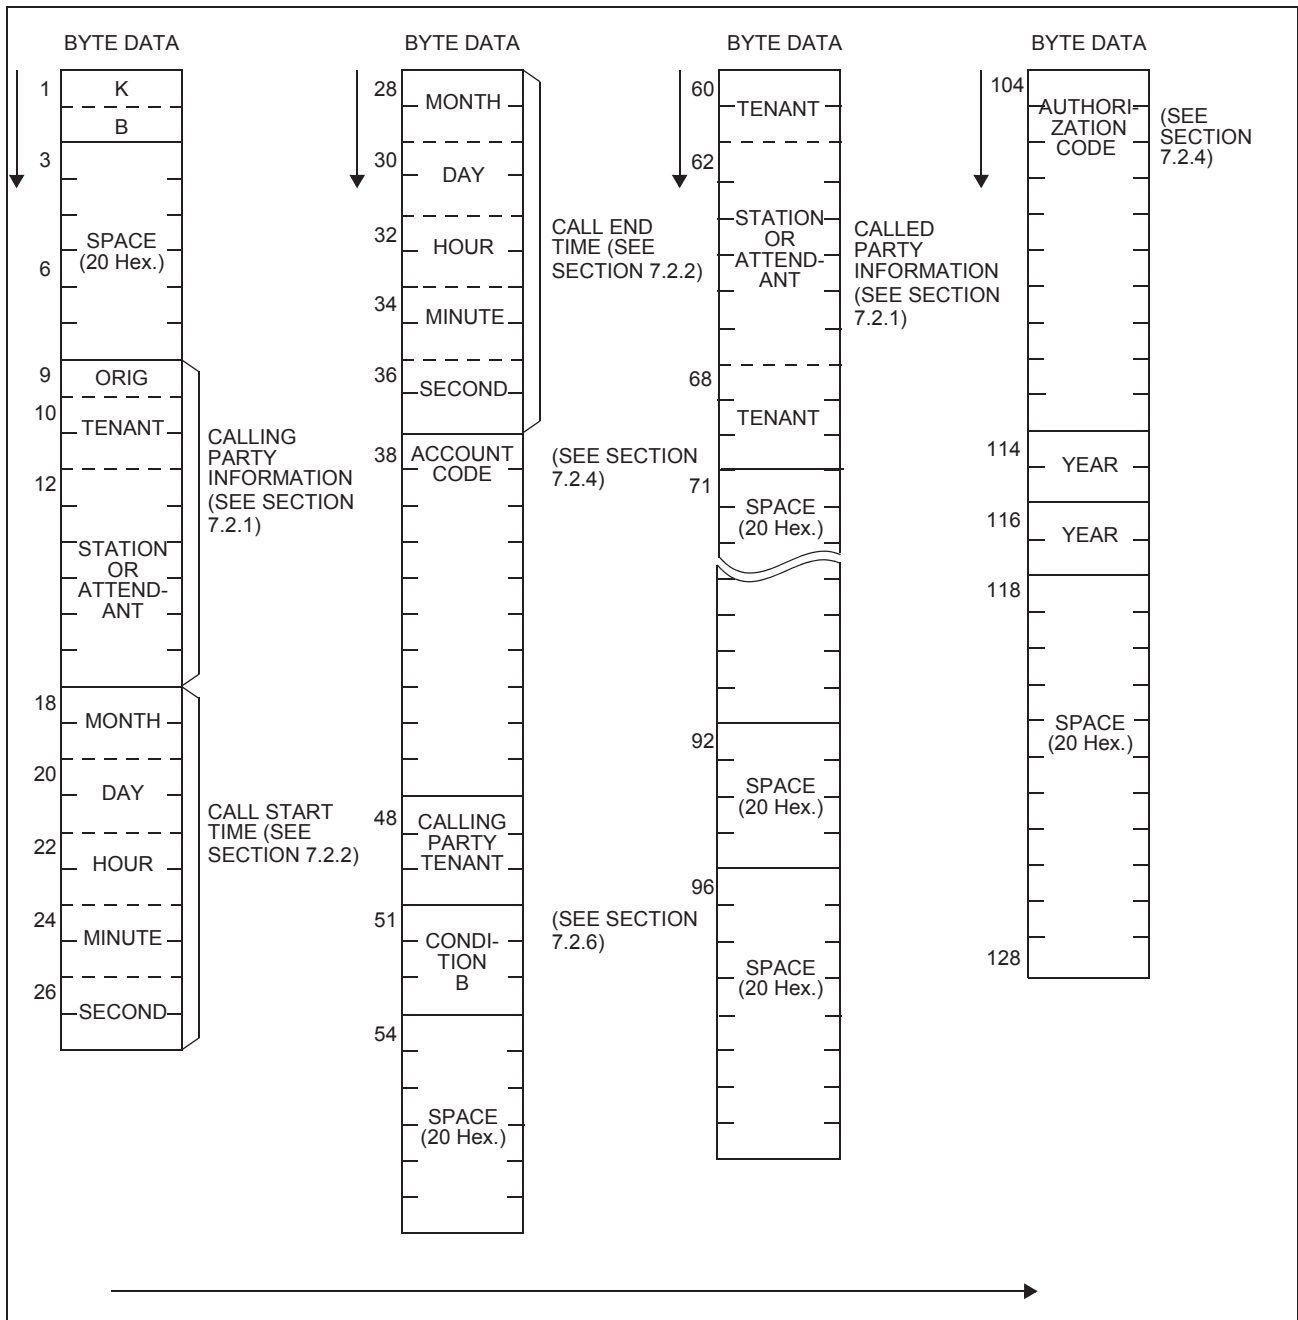 BYTE DATA
1
K
B
3
SPACE
(20 Hex.)
6
9
ORIG
10
TENANT
12
STATION
OR
ATTEND-
ANT
CALLING
PARTY
INFORMATION
(SEE SECTION
7.2.1)
18
MONTH
20
DAY
22
HOUR
24
MINUTE
26
SECOND
CALL START
TIME (SEE
SECTION 7.2.2)
BYTE DATA
28
MONTH
30
DAY
32
HOUR
34
MINUTE
36
SECOND
CALL END
TIME (SEE
SECTION 7.2.2)
38
ACCOUNT
CODE
(SEE SECTION
7.2.4)
48
CALLING
PARTY
TENANT
51
CONDI-
TION
B
(SEE SECTION
7.2.6)
54
SPACE
(20 Hex.)
BYTE DATA
60
TENANT
62
STATION
OR
ATTEND-
ANT
68
TENANT
CALLED
PARTY
INFORMATION
(SEE SECTION
7.2.1)
71
SPACE
(20 Hex.)
92
SPACE
(20 Hex.)
96
SPACE
(20 Hex.)
BYTE DATA
104
AUTHORI-
ZATION
CODE
(SEE
SECTION
7.2.4)
114
YEAR
116
YEAR
118
SPACE
(20 Hex.)
128